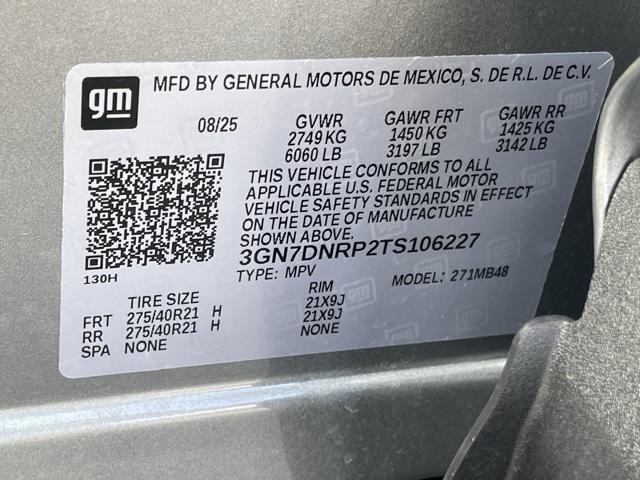 gm
MFD BY GENERAL MOTORS DE MEXICO, S. DE R.L. DE C.V.
08/25 GVWR GAWR FRT GAWR RR
2749 KG 1450 KG 1425 KG
6060 LB 3197 LB 3142 LB
THIS VEHICLE CONFORMS TO ALL
APPLICABLE U.S. FEDERAL MOTOR
VEHICLE SAFETY STANDARDS IN EFFECT
ON THE DATE OF MANUFACTURE
SHOWN ABOVE.
3GN7DNRP2TS106227
130H
TYPE: MPV MODEL: 271MB48
TIRE SIZE RIM
FRT 275/40R21 H 21X9J
RR 275/40R21 H 21X9J
SPA NONE NONE